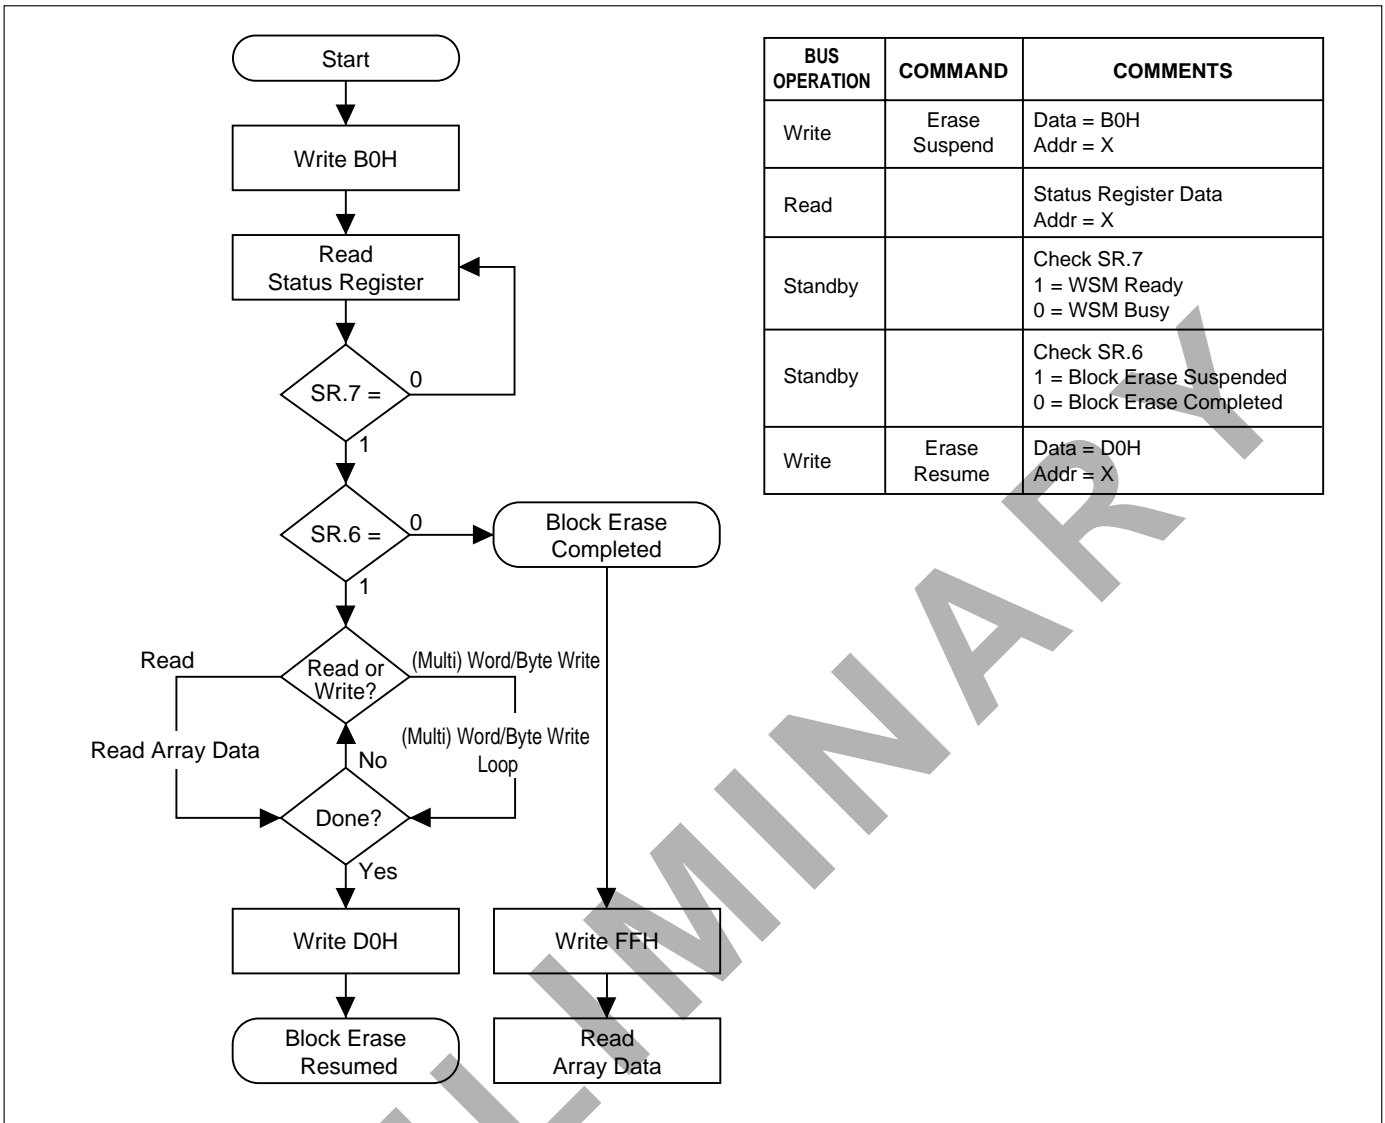 Start
Write B0H
Read
Status Register
SR.7 =
0
1
SR.6 =
0
1
Block Erase
Completed
Read
Read or
Write?
(Multi) Word/Byte Write
Read Array Data
(Multi) Word/Byte Write
Loop
No
Done?
Yes
Write D0H
Write FFH
Block Erase
Resumed
Read
Array Data
BUS
OPERATION
COMMAND
COMMENTS
Write
Erase
Suspend
Data = B0H
Addr = X
Read
Status Register Data
Addr = X
Standby
Check SR.7
1 = WSM Ready
0 = WSM Busy
Standby
Check SR.6
1 = Block Erase Suspended
0 = Block Erase Completed
Write
Erase
Resume
Data = D0H
Addr = X
LIMINARY